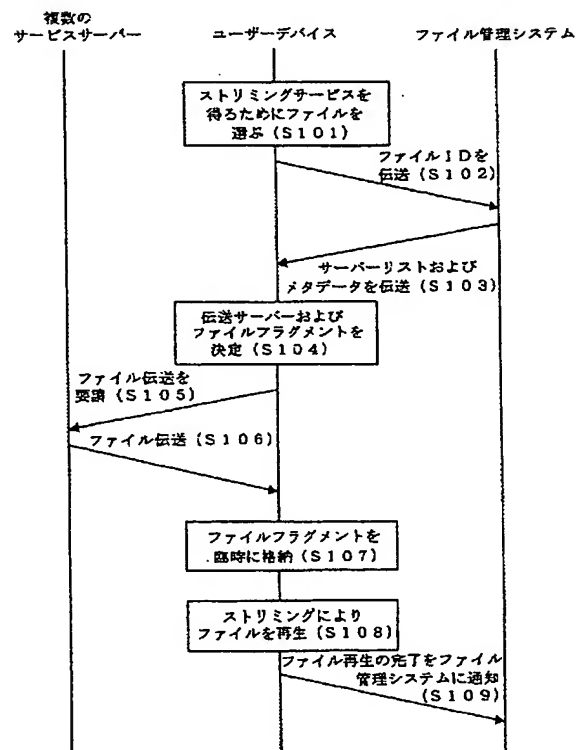 複数の
サービスサーバー
ユーザーデバイス
ファイル管理システム
ストリミングサービスを
得るためにファイルを
選ぶ(S101)
ファイルIDを
伝送(S102)
サーバーリストおよび
メタデータを伝送(S103)
伝送サーバーおよび
ファイルフラグメントを
決定(S104)
ファイル伝送を
要請(S105)
ファイル伝送(S106)
ファイルフラグメントを
臨時に格納(S107)
ストリミングにより
ファイルを再生(S108)
ファイル再生の完了をファイル
管理システムに通知
(S109)